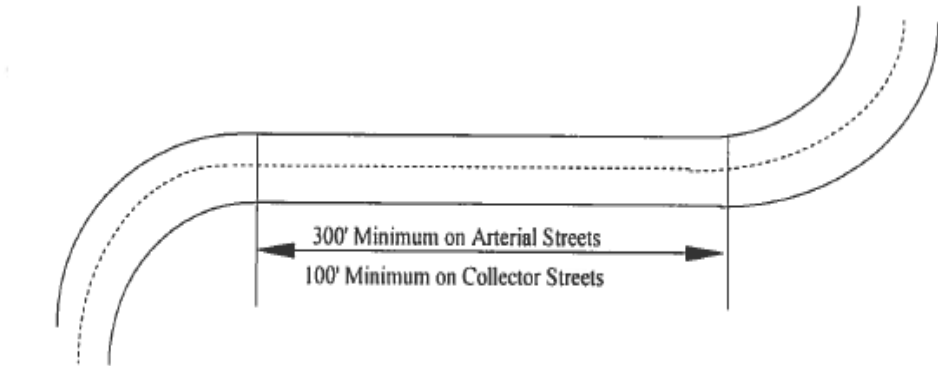 300' Minimum on Arterial Streets
100' Minimum on Collector Streets